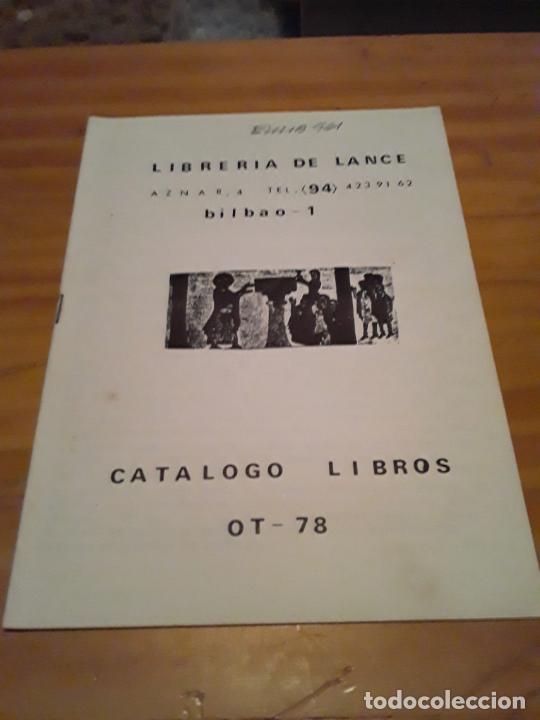 LIBRERIA DE LANCE
AZNAR, 4 TEL. (94) 423 91 62
bilbao - 1
CATALOGO LIBROS
OT - 78
todocoleccion